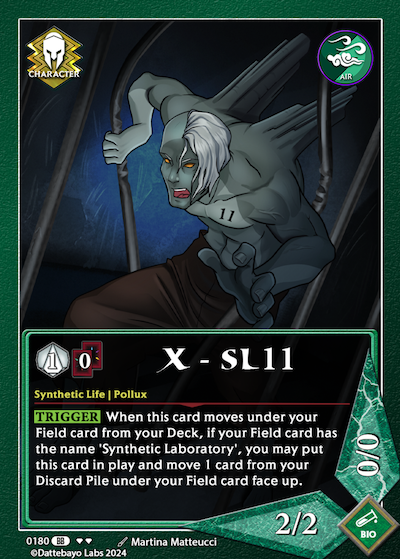 CHARACTER
AIR
11
1 0 X - SL11
Synthetic Life | Pollux
TRIGGER When this card moves under your
Field card from your Deck, if your Field card has
the name 'Synthetic Laboratory', you may put
this card in play and move 1 card from your
Discard Pile under your Field card face up.
0/0
2/2
BIO
0180 BB ♥♥ Martina Matteucci
©Dattebayo Labs 2024